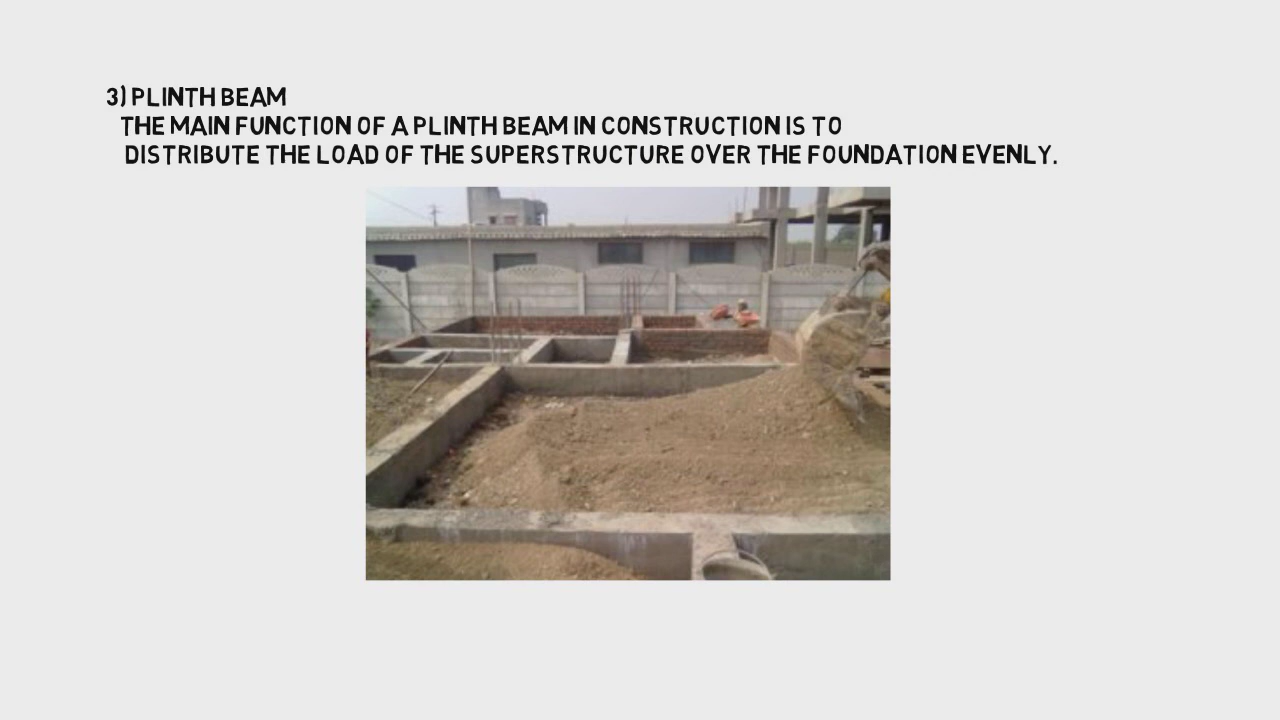 3) PLINTH BEAM
THE MAIN FUNCTION OF A PLINTH BEAM IN CONSTRUCTION IS TO
DISTRIBUTE THE LOAD OF THE SUPERSTRUCTURE OVER THE FOUNDATION EVENLY.